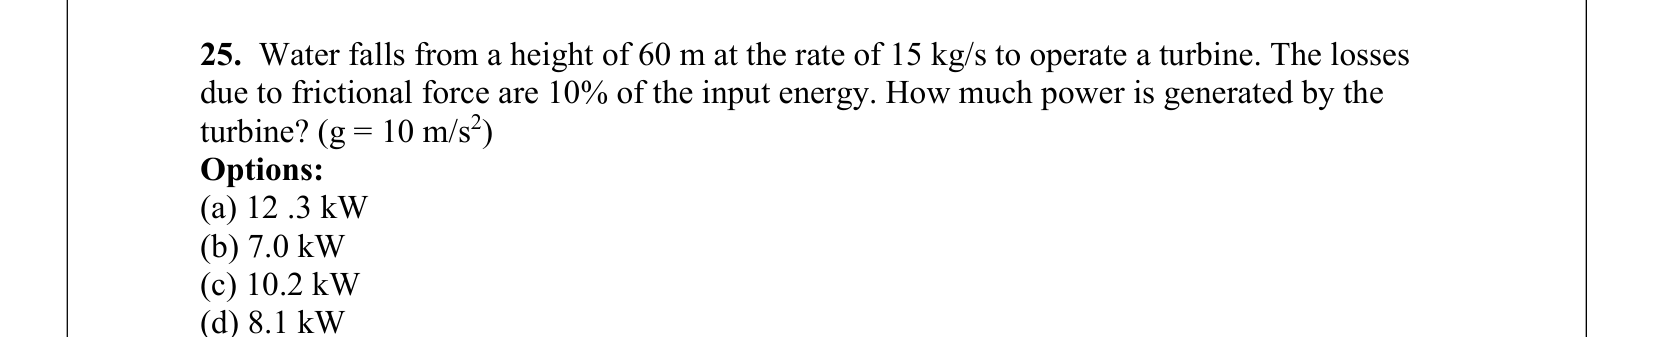 25. Water falls from a height of 60 m at the rate of 15 kg/s to operate a turbine. The losses
due to frictional force are 10% of the input energy. How much power is generated by the
turbine? (g = 10 m/s²)
Options:
(a) 12 .3 kW
(b) 7.0 kW
(c) 10.2 kW
(d) 8.1 kW